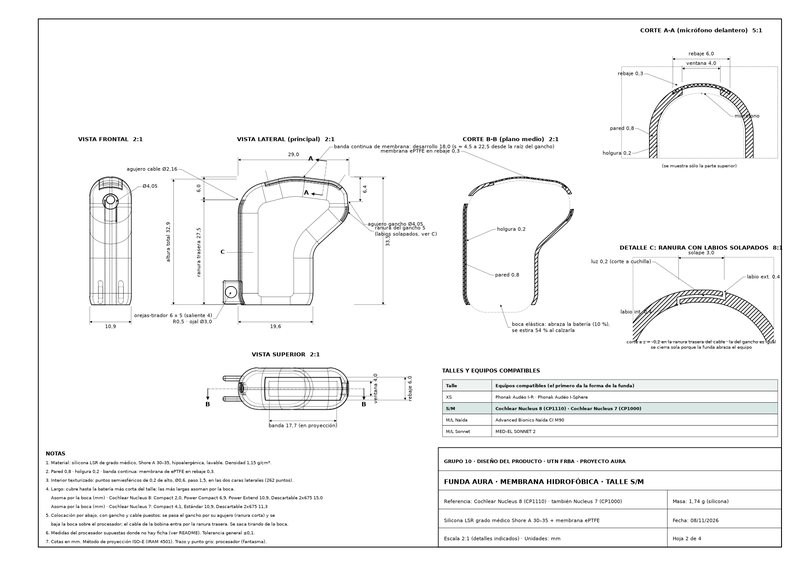 CORTE A-A (micrófono delantero)  5:1
rebaje 6,0
ventana 4,0
rebaje 0,3
micrófono
pared 0,8
holgura 0,2
(se muestra sólo la parte superior)
VISTA FRONTAL  2:1
VISTA LATERAL (principal)  2:1
CORTE B-B (plano medio)  2:1
banda continua de membrana: desarrollo 18,0 (s = 4,5 a 22,5 desde la raíz del gancho)
membrana ePTFE en rebaje 0,3
29,0
A
A
agujero cable Ø2,16
Ø4,05
6,0
6,4
altura total 32,9
ranura trasera 27,5
C
agujero gancho Ø4,05
ranura del gancho 5
(labios solapados; ver C)
orejas-tirador 6 x 5 (saliente 4)
R0,5 · ojal Ø3,0
10,9
19,6
holgura 0,2
pared 0,8
boca elástica: abraza la batería (10 %),
se estira 54 % al calzarla
DETALLE C: RANURA CON LABIOS SOLAPADOS  8:1
solape 3,0
luz 0,2 (corte a cuchilla)
labio ext. 0,4
labio int. 0,4
se cierra sola porque la funda abraza el equipo
VISTA SUPERIOR  2:1
B
B
ventana 4,0
rebaje 6,0
banda 17,7 (en proyección)
TALLES Y EQUIPOS COMPATIBLES
Talle Equipos compatibles (el primero da la forma de la funda)
XS Phonak Audéo I-R · Phonak Audéo I-Sphere
S/M Cochlear Nucleus 8 (CP1110) · Cochlear Nucleus 7 (CP1000)
M/L Naída Advanced Bionics Naída CI M90
M/L Sonnet MED-EL SONNET 2
NOTAS
1. Material: silicona LSR de grado médico, Shore A 30–35, hipoalergénica, lavable. Densidad 1,15 g/cm³.
2. Pared 0,8 · holgura 0,2 · banda continua: membrana de ePTFE en rebaje 0,3.
3. Interior texturizado: puntos semiesféricos de 0,2 de alto, Ø0,6, paso 1,5, en las dos caras (262 puntos).
4. Largo: cubre hasta la batería más corta del talle; las más largas asoman por la boca.
Asoma por la boca (mm) · Cochlear Nucleus 8: Compact 2,0, Power Compact 6,9, Power Extend 10,9, Descartable 2x675 15,0
Asoma por la boca (mm) · Cochlear Nucleus 7: Compact 4,1, Estándar 10,9, Descartable 2x675 11,3
5. Colocación por abajo, con gancho y cable puestos: se pasa el gancho por su agujero (ranura corta) y se
baja la boca sobre el procesador; el cable de la bobina entra por la ranura trasera. Se saca tirando de la boca.
6. Medidas del procesador supuestas donde no hay ficha (ver README). Tolerancia general ±0,1.
7. Cotas en mm. Método de proyección ISO-E (IRAM 4501). Trazo y punto gris: procesador (fantasma).
GRUPO 10 · DISEÑO DEL PRODUCTO · UTN FRBA · PROYECTO AURA
FUNDA AURA · MEMBRANA HIDROFÓBICA · TALLE S/M
Referencia: Cochlear Nucleus 8 (CP1110) · también Nucleus 7 (CP1000) Masa: 1,74 g (silicona)
Silicona LSR grado médico Shore A 30–35 + membrana ePTFE Fecha: 08/11/2026
Escala 2:1 (detalles indicados) · Unidades: mm Hoja 2 de 4